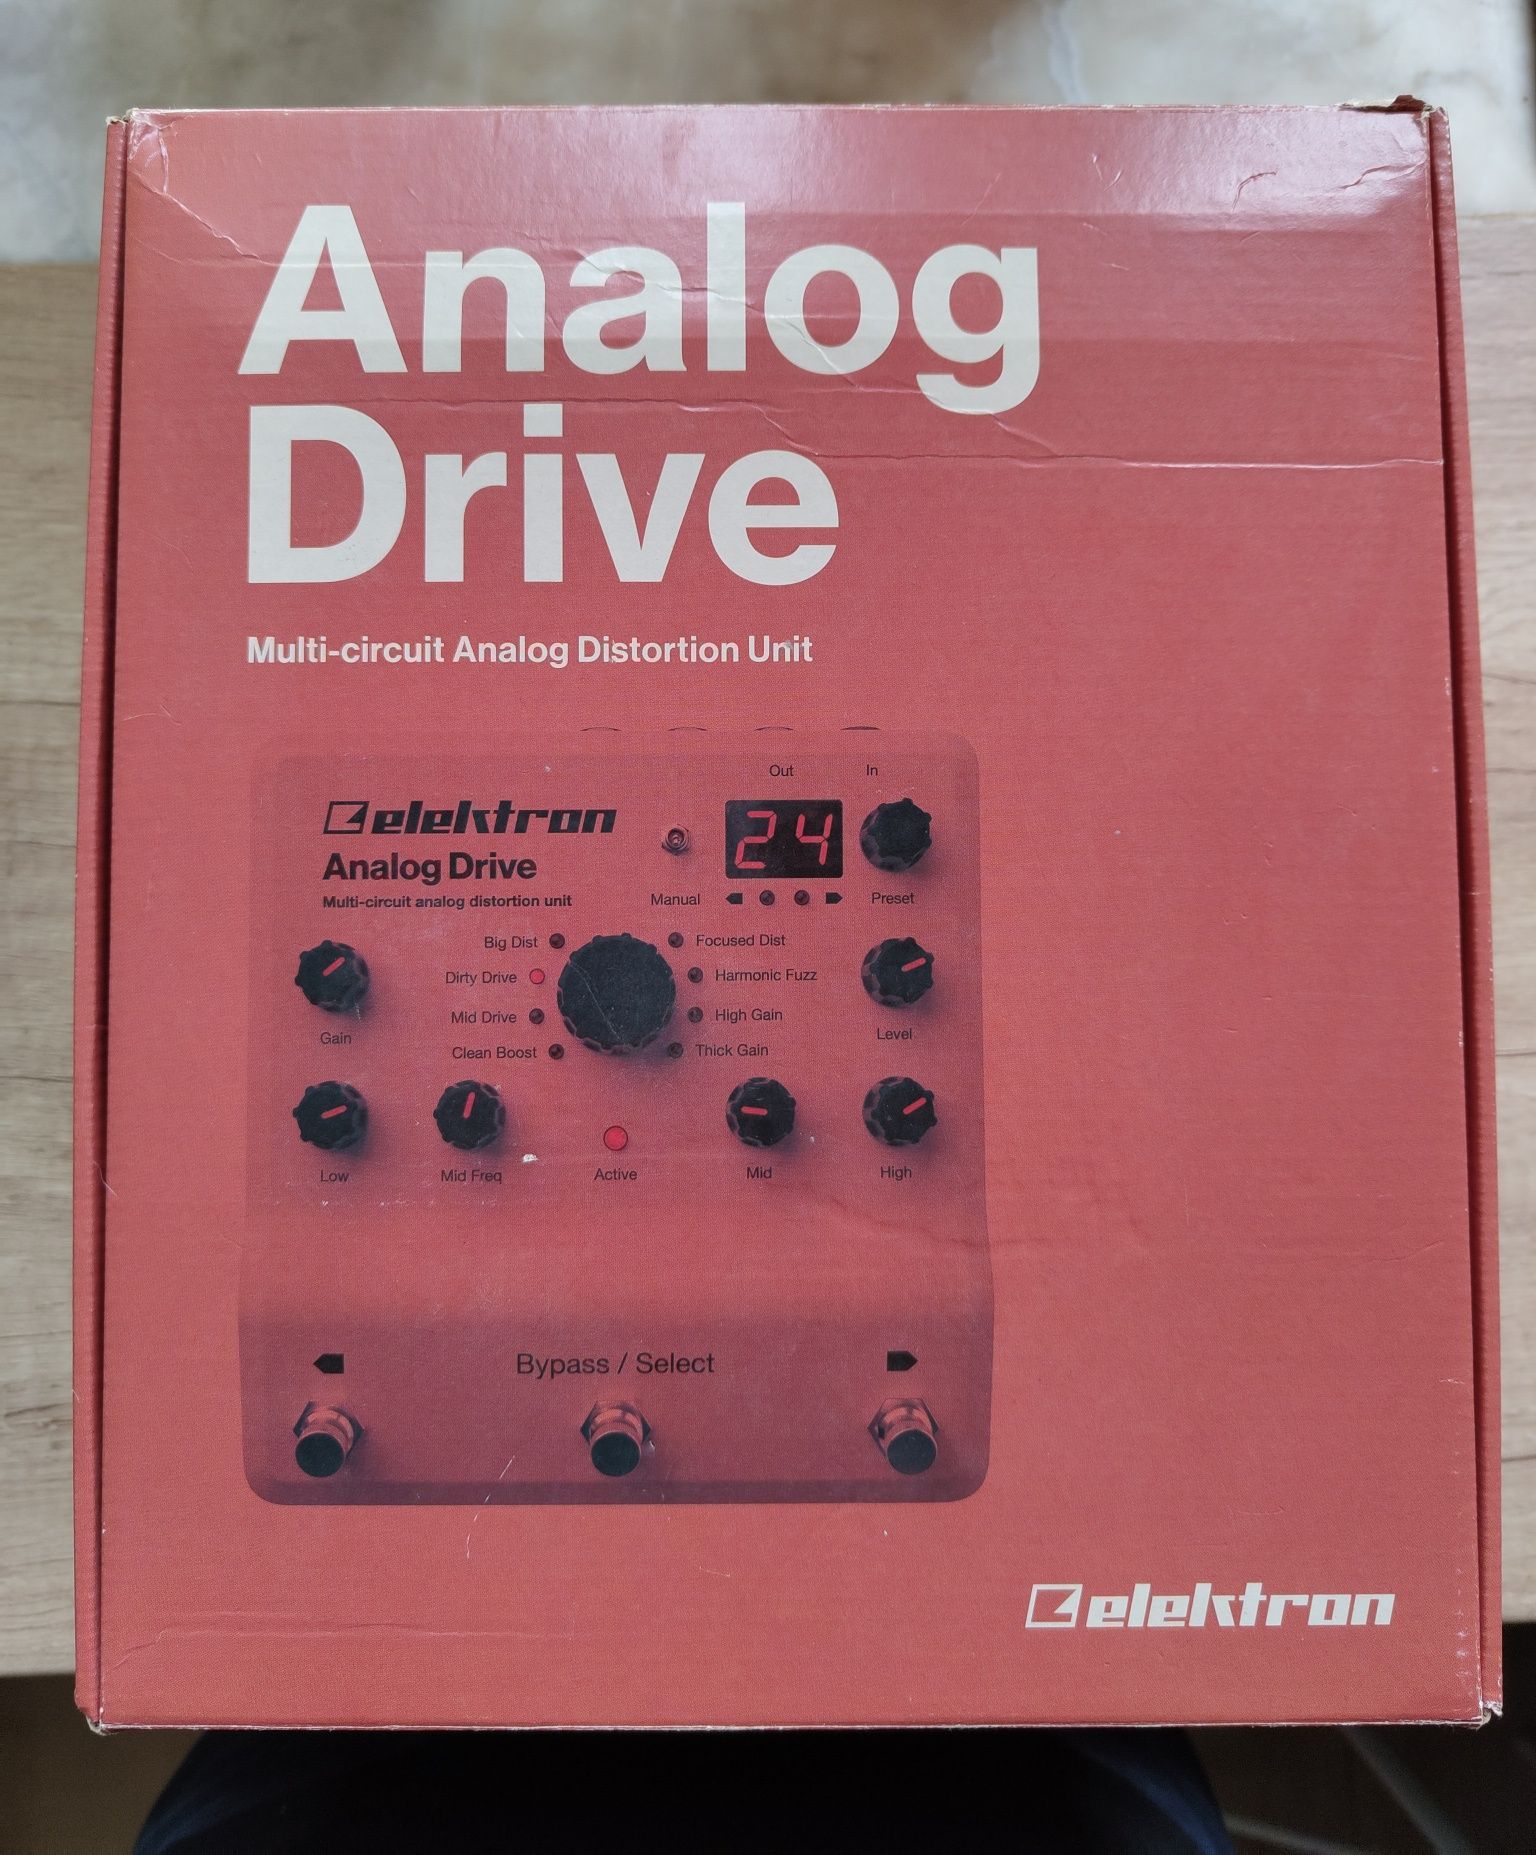 Analog
Drive
Multi-circuit Analog Distortion Unit
Out In
elektron
24
Analog Drive
Multi-circuit analog distortion unit
Manual Preset
Big Dist Focused Dist
Dirty Drive Harmonic Fuzz
Mid Drive High Gain
Clean Boost Thick Gain
Gain Level
Low Mid Freq Active Mid High
Bypass / Select
elektron